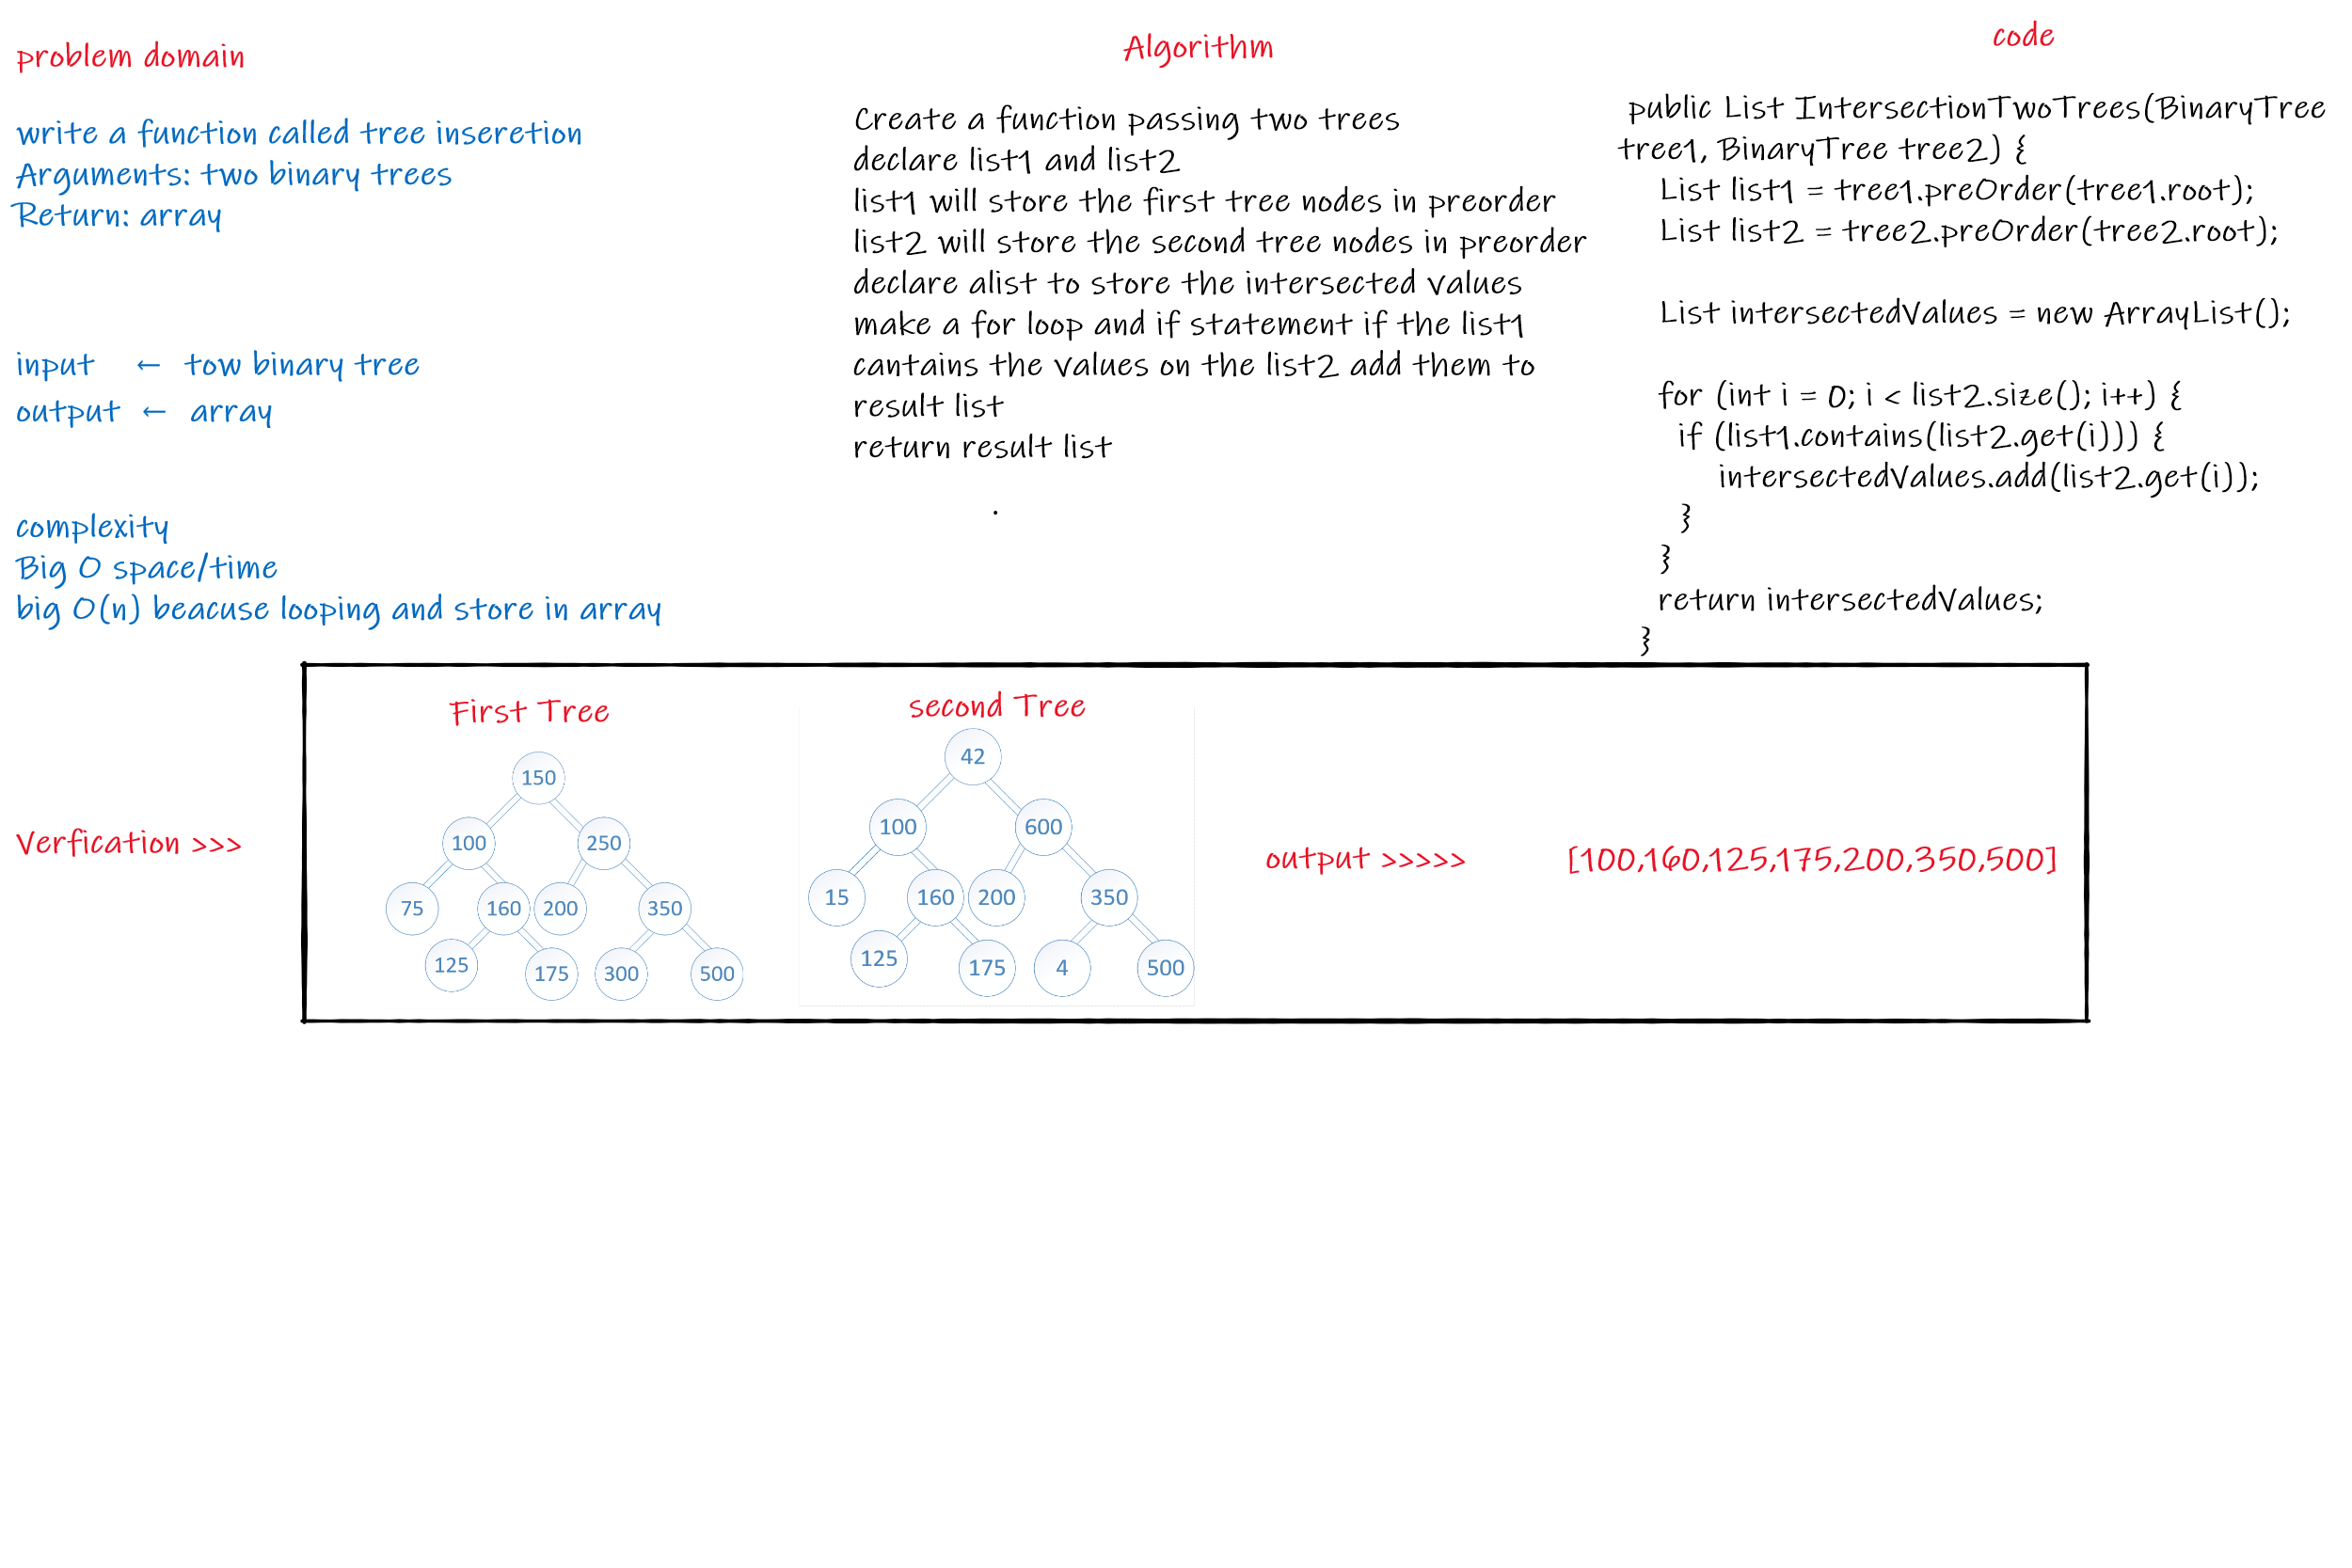 problem domain
write a function called tree inseretion
Arguments: two binary trees
Return: array
input ← tow binary tree
output ← array
complexity
Big O space/time
big O(n) beacuse looping and store in array
Algorithm
Create a function passing two trees
declare list1 and list2
list1 will store the first tree nodes in preorder
list2 will store the second tree nodes in preorder
declare alist to store the intersected values
make a for loop and if statement if the list1
cantains the values on the list2 add them to
result list
return result list
.
code
public List IntersectionTwoTrees(BinaryTree
tree1, BinaryTree tree2) {
List list1 = tree1.preOrder(tree1.root);
List list2 = tree2.preOrder(tree2.root);
List intersectedValues = new ArrayList();
for (int i = 0; i < list2.size(); i++) {
if (list1.contains(list2.get(i))) {
intersectedValues.add(list2.get(i));
}
}
return intersectedValues;
}
Verfication >>>
First Tree
150
100 250
75 160 200 350
125 175 300 500
second Tree
42
100 600
15 160 200 350
125 175 4 500
output >>>>>
[100,160,125,175,200,350,500]